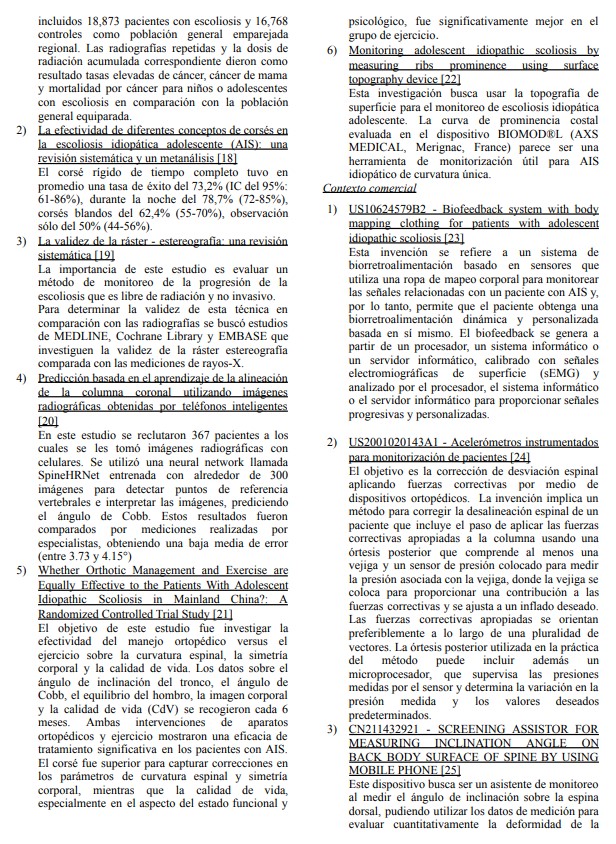 incluidos 18,873 pacientes con escoliosis y 16,768
controles como población general emparejada
regional. Las radiografías repetidas y la dosis de
radiación acumulada correspondiente dieron como
resultado tasas elevadas de cáncer, cáncer de mama
y mortalidad por cáncer para niños o adolescentes
con escoliosis en comparación con la población
general equiparada.
2) La efectividad de diferentes conceptos de corsés en
la escoliosis idiopática adolescente (AIS): una
revisión sistemática y un metanálisis [18]
El corsé rígido de tiempo completo tuvo en
promedio una tasa de éxito del 73,2% (IC del 95%:
61-86%), durante la noche del 78,7% (72-85%),
corsés blandos del 62,4% (55-70%), observación
sólo del 50% (44-56%).
3) La validez de la ráster - estereografía: una revisión
sistemática [19]
La importancia de este estudio es evaluar un
método de monitoreo de la progresión de la
escoliosis que es libre de radiación y no invasivo.
Para determinar la validez de esta técnica en
comparación con las radiografías se buscó estudios
de MEDLINE, Cochrane Library y EMBASE que
investiguen la validez de la ráster estereografía
comparada con las mediciones de rayos-X.
4) Predicción basada en el aprendizaje de la alineación
de la columna coronal utilizando imágenes
radiográficas obtenidas por teléfonos inteligentes
[20]
En este estudio se reclutaron 367 pacientes a los
cuales se les tomó imágenes radiográficas con
celulares. Se utilizó una neural network llamada
SpineHRNet entrenada con alrededor de 300
imágenes para detectar puntos de referencia
vertebrales e interpretar las imágenes, prediciendo
el ángulo de Cobb. Estos resultados fueron
comparados por mediciones realizadas por
especialistas, obteniendo una baja media de error
(entre 3.73 y 4.15°)
5) Whether Orthotic Management and Exercise are
Equally Effective to the Patients With Adolescent
Idiopathic Scoliosis in Mainland China?: A
Randomized Controlled Trial Study [21]
El objetivo de este estudio fue investigar la
efectividad del manejo ortopédico versus el
ejercicio sobre la curvatura espinal, la simetría
corporal y la calidad de vida. Los datos sobre el
ángulo de inclinación del tronco, el ángulo de
Cobb, el equilibrio del hombro, la imagen corporal
y la calidad de vida (CdV) se recogieron cada 6
meses. Ambas intervenciones de aparatos
ortopédicos y ejercicio mostraron una eficacia de
tratamiento significativa en los pacientes con AIS.
El corsé fue superior para capturar correcciones en
los parámetros de curvatura espinal y simetría
corporal, mientras que la calidad de vida,
especialmente en el aspecto del estado funcional y
psicológico, fue significativamente mejor en el
grupo de ejercicio.
6) Monitoring adolescent idiopathic scoliosis by
measuring ribs prominence using surface
topography device [22]
Esta investigación busca usar la topografía de
superficie para el monitoreo de escoliosis idiopática
adolescente. La curva de prominencia costal
evaluada en el dispositivo BIOMOD®L (AXS
MEDICAL, Merignac, France) parece ser una
herramienta de monitorización útil para AIS
idiopático de curvatura única.
Contexto comercial
1) US10624579B2 - Biofeedback system with body
mapping clothing for patients with adolescent
idiopathic scoliosis [23]
Esta invención se refiere a un sistema de
biorretroalimentación basado en sensores que
utiliza una ropa de mapeo corporal para monitorear
las señales relacionadas con un paciente con AIS y,
por lo tanto, permite que el paciente obtenga una
biorretroalimentación dinámica y personalizada
basada en sí mismo. El biofeedback se genera a
partir de un procesador, un sistema informático o
un servidor informático, calibrado con señales
electromiográficas de superficie (sEMG) y
analizado por el procesador, el sistema informático
o el servidor informático para proporcionar señales
progresivas y personalizadas.
2) US2001020143A1 - Acelerómetros instrumentados
para monitorización de pacientes [24]
El objetivo es la corrección de desviación espinal
aplicando fuerzas correctivas por medio de
dispositivos ortopédicos. La invención implica un
método para corregir la desalineación espinal de un
paciente que incluye el paso de aplicar las fuerzas
correctivas apropiadas a la columna usando una
órtesis posterior que comprende al menos una
vejiga y un sensor de presión colocado para medir
la presión asociada con la vejiga, donde la vejiga se
coloca para proporcionar una contribución a las
fuerzas correctivas y se ajusta a un inflado deseado.
Las fuerzas correctivas apropiadas se orientan
preferiblemente a lo largo de una pluralidad de
vectores. La órtesis posterior utilizada en la práctica
del método puede incluir además un
microprocesador, que supervisa las presiones
medidas por el sensor y determina la variación en la
presión medida y los valores deseados
predeterminados.
3) CN211432921 - SCREENING ASSISTOR FOR
MEASURING INCLINATION ANGLE ON
BACK BODY SURFACE OF SPINE BY USING
MOBILE PHONE [25]
Este dispositivo busca ser un asistente de monitoreo
al medir el ángulo de inclinación sobre la espina
dorsal, pudiendo utilizar los datos de medición para
evaluar cuantitativamente la deformidad de la